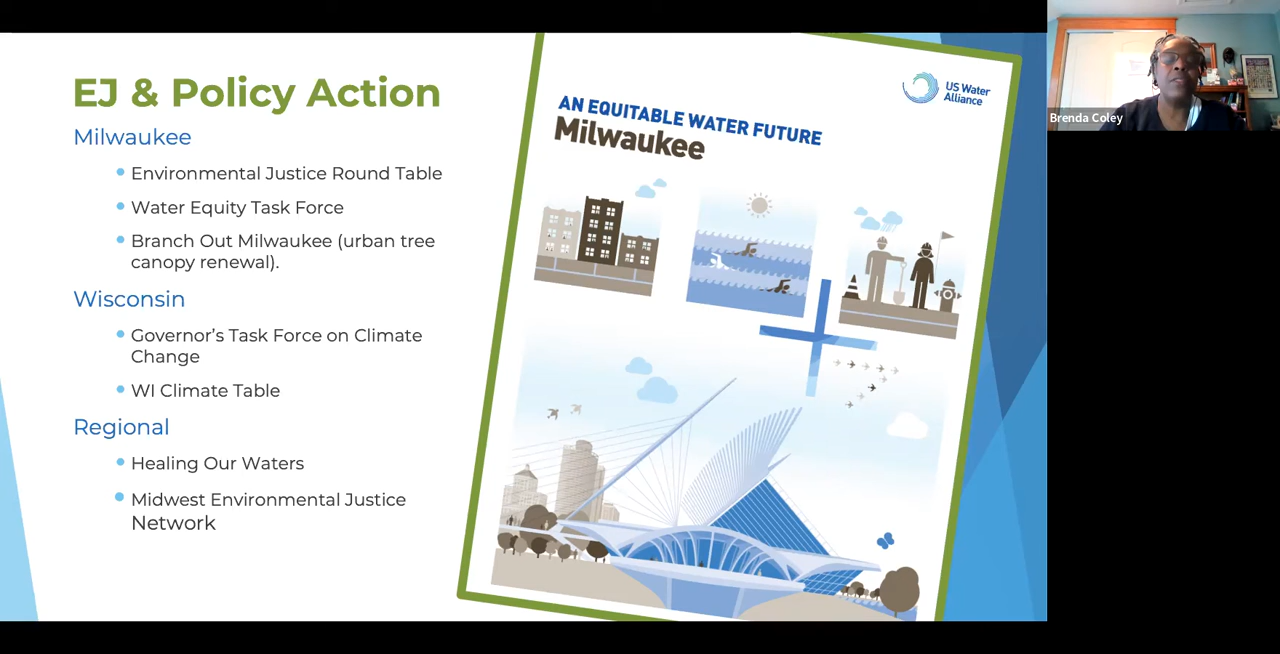 EJ & Policy Action
Milwaukee
Environmental Justice Round Table
Water Equity Task Force
Branch Out Milwaukee (urban tree
canopy renewal).
Wisconsin
Governor's Task Force on Climate
Change
WI Climate Table
Regional
Healing Our Waters
Midwest Environmental Justice
Network
US Water
Alliance
AN EQUITABLE WATER FUTURE
Milwaukee
Brenda Coley